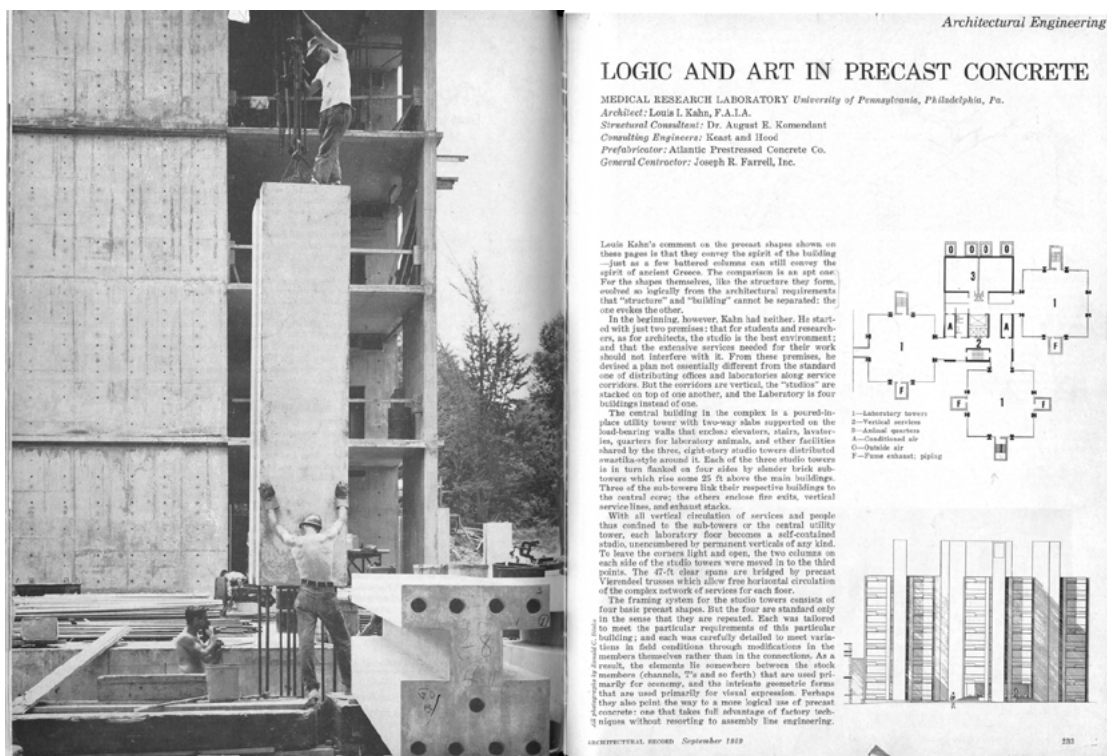 Architectural Engineering
LOGIC AND ART IN PRECAST CONCRETE
MEDICAL RESEARCH LABORATORY University of Pennsylvania, Philadelphia, Pa.
Architect: Louis I. Kahn, F.A.I.A.
Structural Consultant: Dr. August E. Komendant
Consulting Engineers: Keast and Hood
Prefabricator: Atlantic Prestressed Concrete Co.
General Contractor: Joseph R. Farrell, Inc.
Louis Kahn's comment on the precast shapes shown on
these pages is that they convey the spirit of the building
—just as a few battered columns can still convey the
spirit of ancient Greece. The comparison is an apt one.
For the shapes themselves, like the structure they form,
evolved so logically from the architectural requirements
that "structure" and "building" cannot be separated: the
one evokes the other.
In the beginning, however, Kahn had neither. He start-
ed with just two premises: that for students and research-
ers, as for architects, the studio is the best environment;
and that the extensive services needed for their work
should not interfere with it. From these premises, he
devised a plan not essentially different from the standard
one of distributing offices and laboratories along service
corridors. But the corridors are vertical, the "studios" are
stacked on top of one another, and the Laboratory is four
buildings instead of one.
The central building in the complex is a poured-in-
place utility tower with two-way slabs supported on the
load-bearing walls that enclose elevators, stairs, lavator-
ies, quarters for laboratory animals, and other facilities
shared by the three, eight-story studio towers distributed
swastika-style around it. Each of the three studio towers
is in turn flanked on four sides by slender brick sub-
towers which rise some 25 ft above the main buildings.
Three of the sub-towers link their respective buildings to
the central core; the others enclose fire exits, vertical
service lines, and exhaust stacks.
With all vertical circulation of services and people
thus confined to the sub-towers or the central utility
tower, each laboratory floor becomes a self-contained
studio, unencumbered by permanent verticals of any kind.
To leave the corners light and open, the two columns on
each side of the studio towers were moved in to the third
points. The 47-ft clear spans are bridged by precast
Vierendeel trusses which allow free horizontal circulation
of the complex network of services for each floor.
The framing system for the studio towers consists of
four basic precast shapes. But the four are standard only
in the sense that they are repeated. Each was tailored
to meet the particular requirements of this particular
building; and each was carefully detailed to meet varia-
tions in field conditions through modifications in the
members themselves rather than in the connections. As a
result, the elements lie somewhere between the stock
members (channels, T's and so forth) that are used pri-
marily for economy, and the intricate geometric forms
that are used primarily for visual expression. Perhaps
they also point the way to a more logical use of precast
concrete: one that takes full advantage of factory tech-
niques without resorting to assembly line engineering.
O O O O
3
1
A
A
2
1
F
F
1
F
F
1—Laboratory towers
2—Vertical services
3—Animal quarters
A—Conditioned air
O—Outside air
F—Fume exhaust; piping
All photographs by
ARCHITECTURAL RECORD September 1959
233